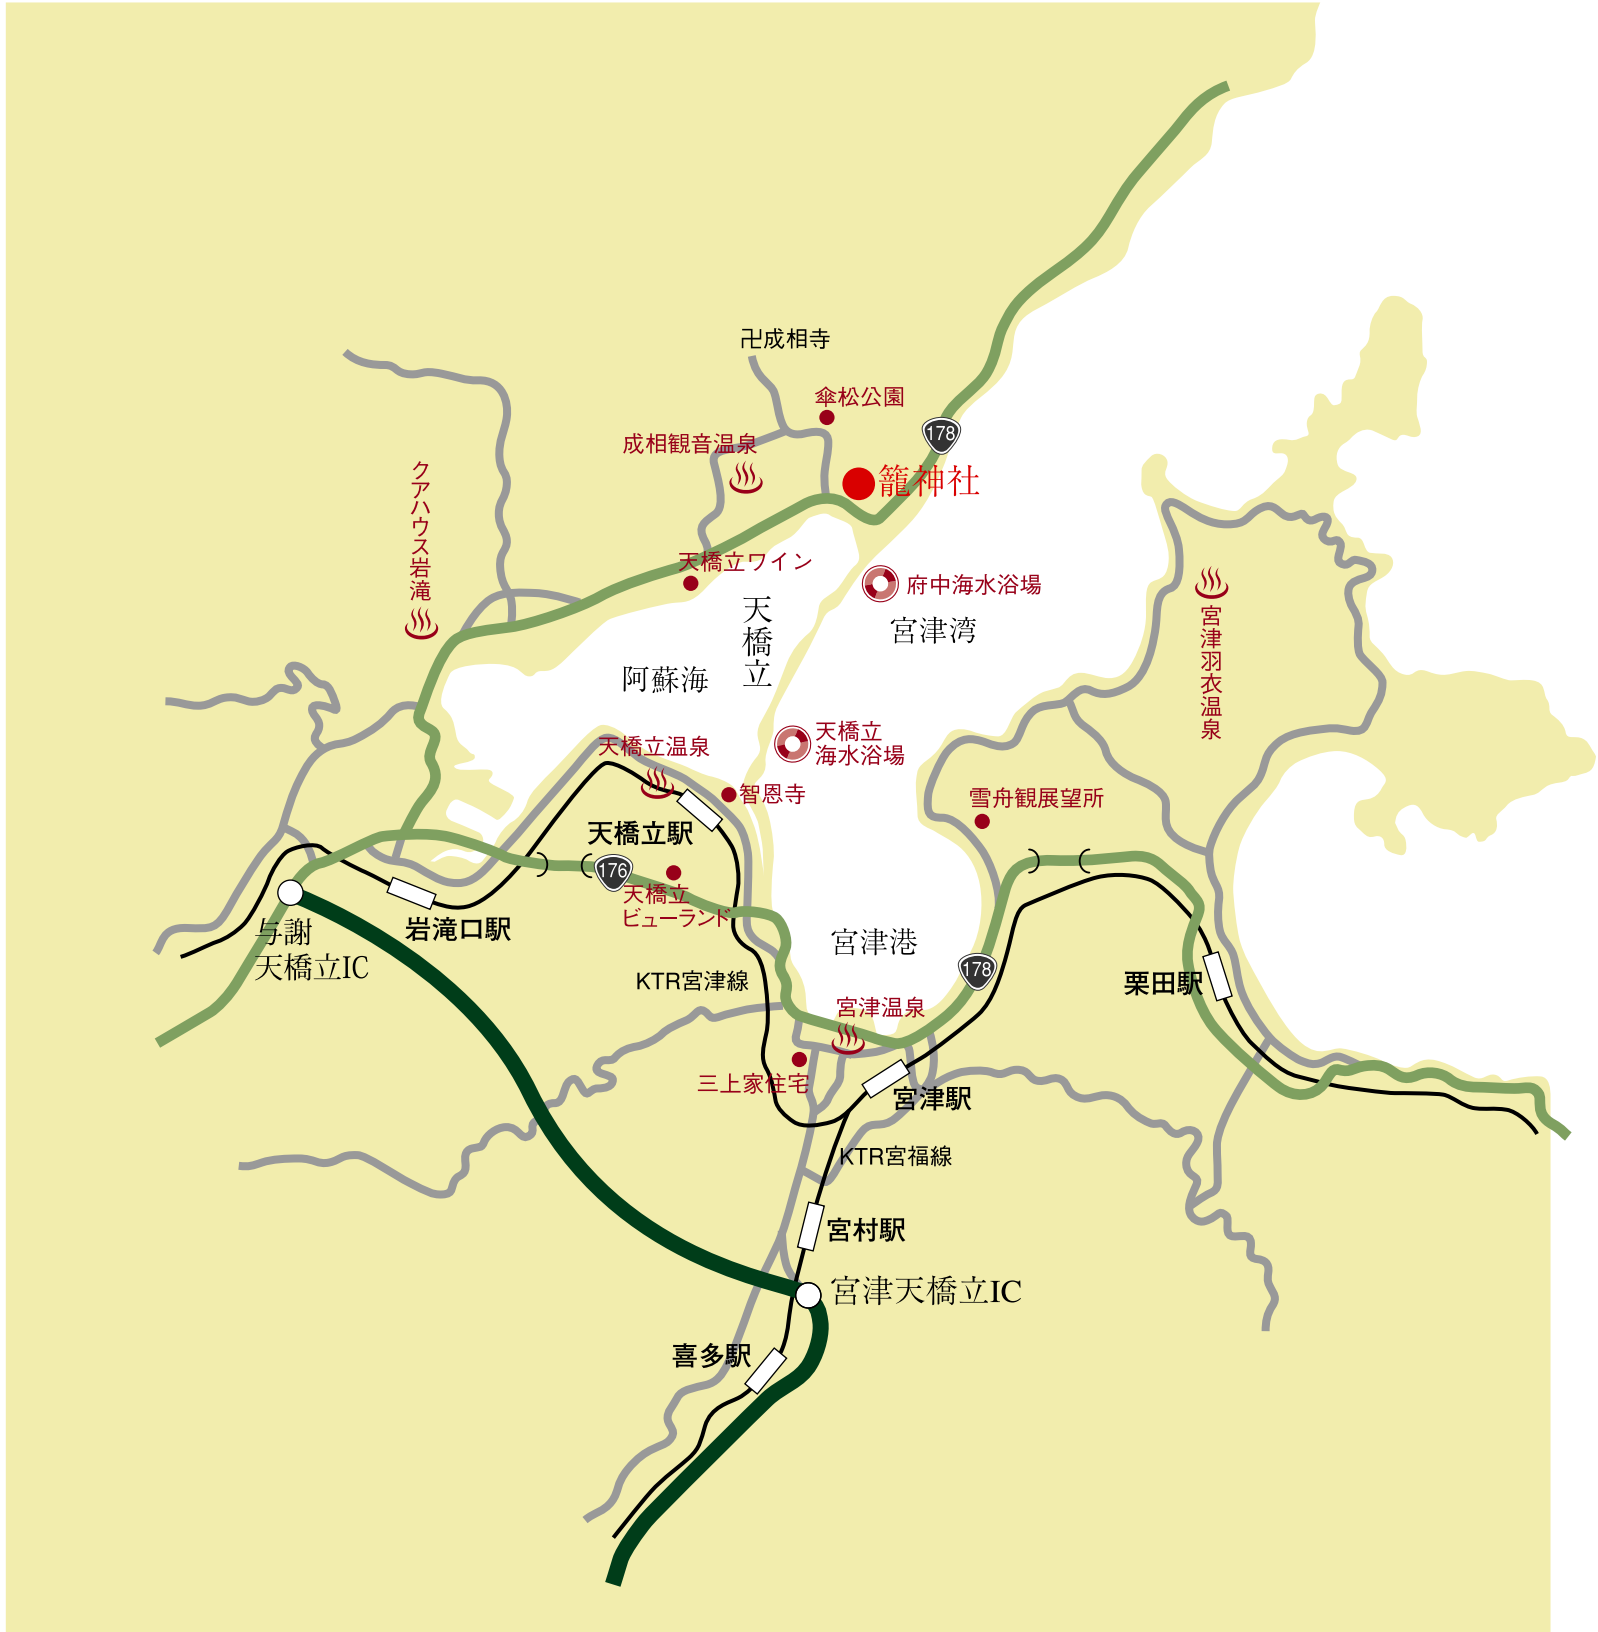 卍成相寺
傘松公園
成相観音温泉
178
籠神社
クアハウス岩滝
天橋立ワイン
府中海水浴場
天橋立
宮津湾
宮津羽衣温泉
阿蘇海
天橋立
海水浴場
天橋立温泉
智恩寺
雪舟観展望所
天橋立駅
176
天橋立
ビューランド
岩滝口駅
与謝
天橋立IC
宮津港
KTR宮津線
178
栗田駅
宮津温泉
三上家住宅
宮津駅
KTR宮福線
宮村駅
宮津天橋立IC
喜多駅